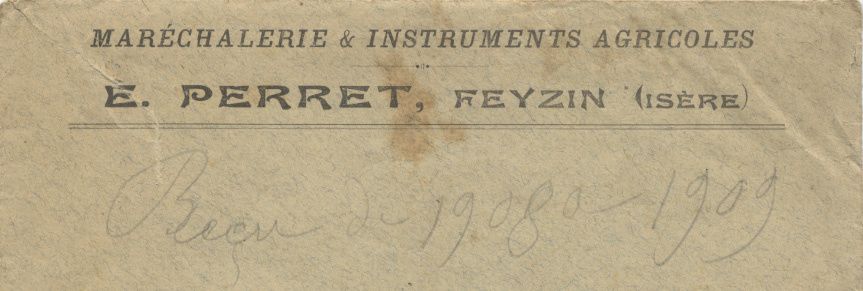 MARÉCHALERIE & INSTRUMENTS AGRICOLES
E. PERRET, FEYZIN (ISÈRE)
Reçu de 1908 à 1909